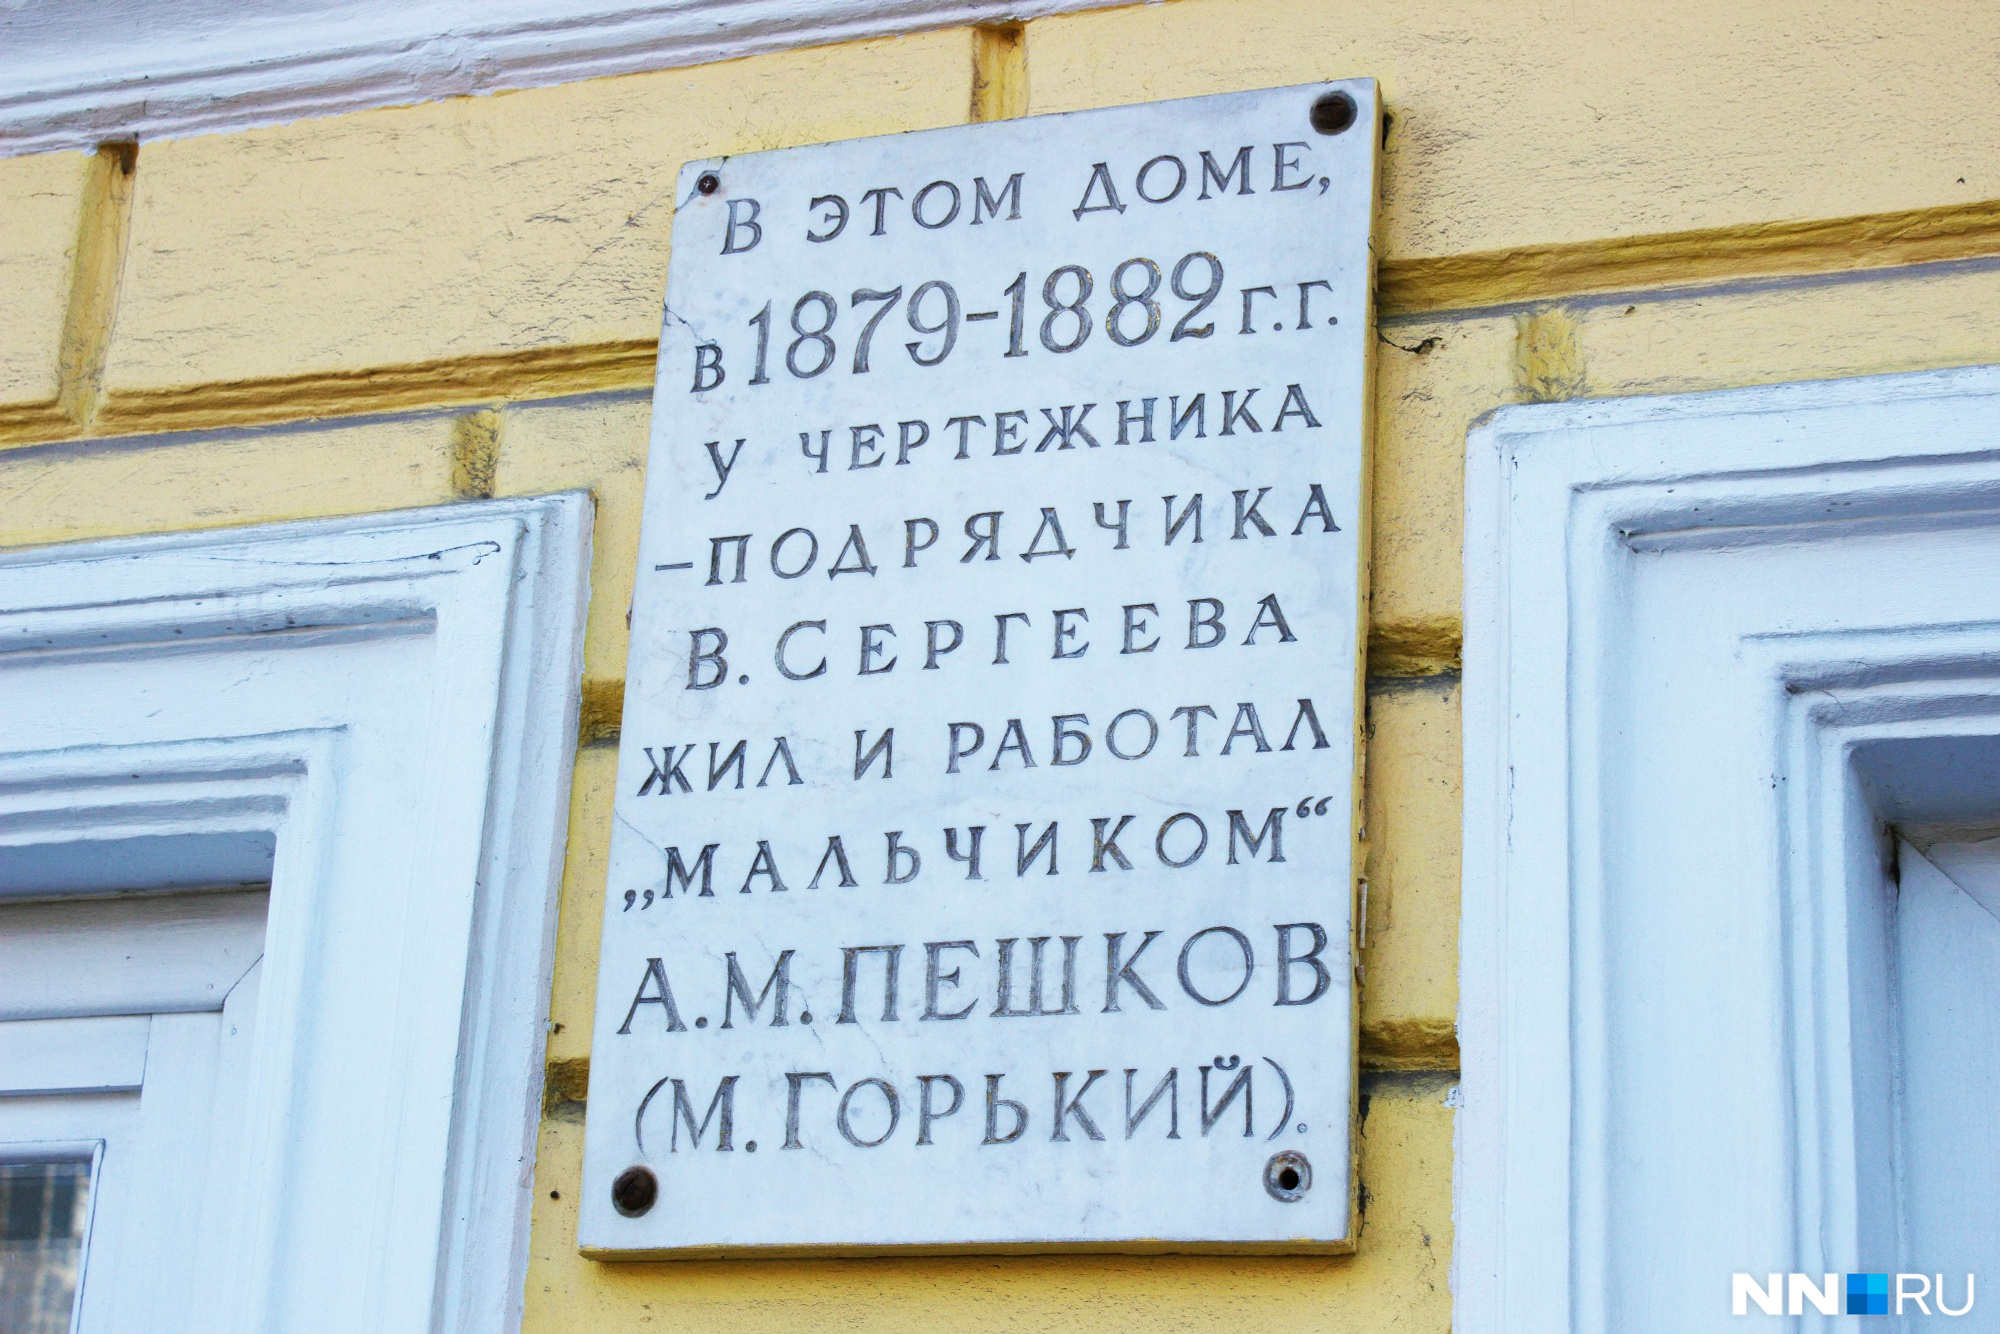 В ЭТОМ ДОМЕ,
В 1879-1882 Г.Г.
У ЧЕРТЕЖНИКА
-ПОДРЯДЧИКА
В. СЕРГЕЕВА
ЖИЛ И РАБОТАЛ
„МАЛЬЧИКОМ“
А.М. ПЕШКОВ
(М. ГОРЬКИЙ).
NN RU